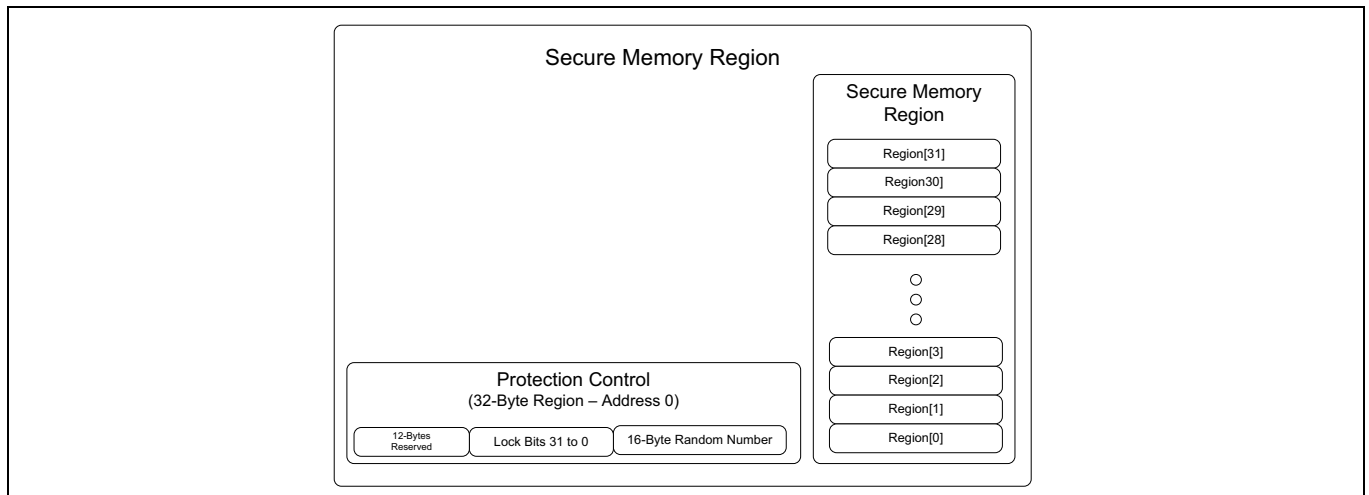 Secure Memory Region
Secure Memory
Region
Region[31]
Region30]
Region[29]
Region[28]
Region[3]
Region[2]
Region[1]
Region[0]
Protection Control
(32-Byte Region – Address 0)
12-Bytes
Reserved
Lock Bits 31 to 0
16-Byte Random Number